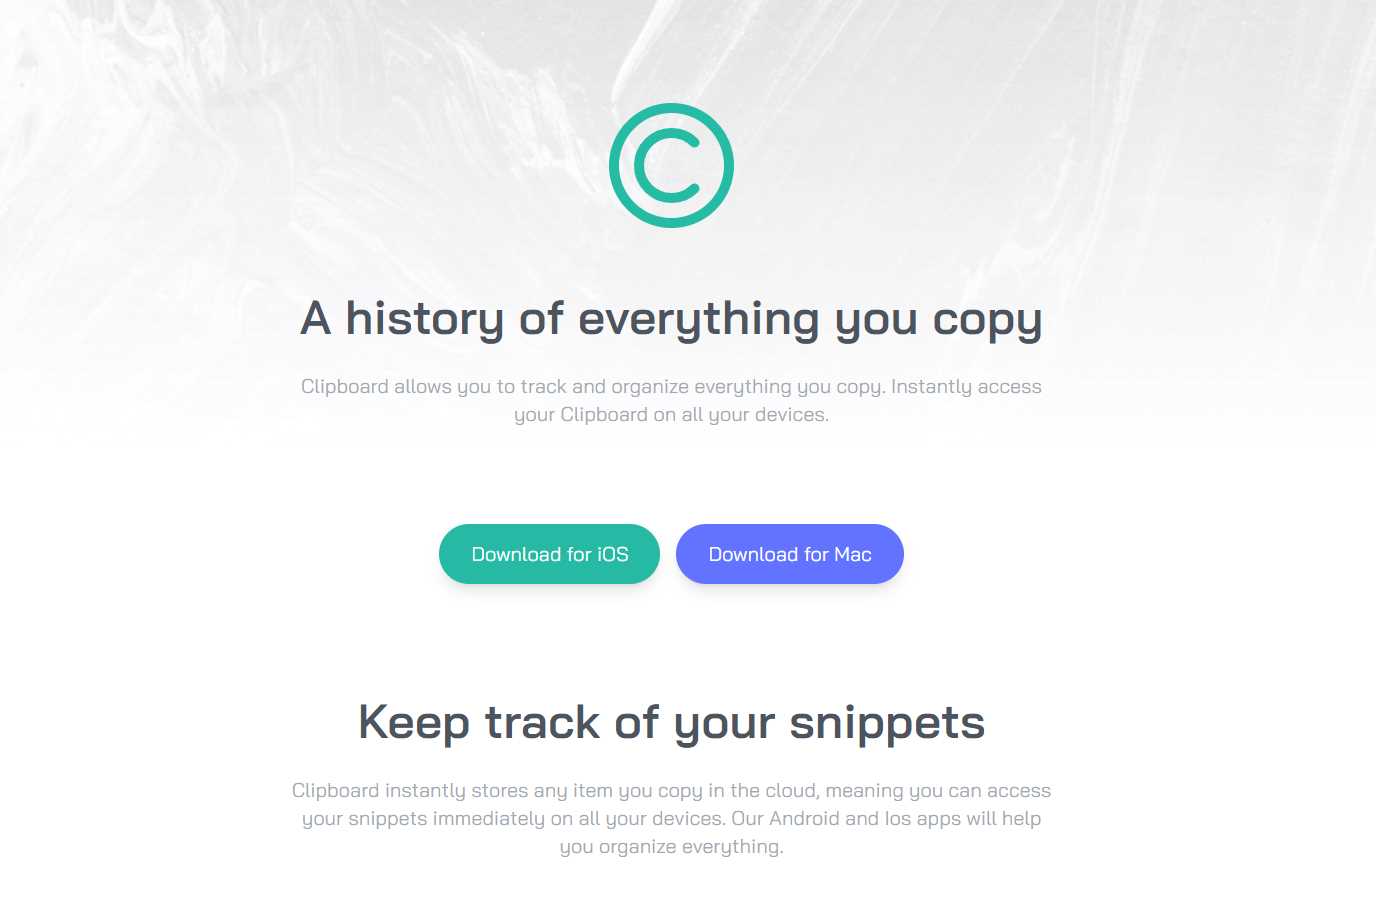 A history of everything you copy
Clipboard allows you to track and organize everything you copy. Instantly access
your Clipboard on all your devices.
Download for iOS
Download for Mac
Keep track of your snippets
Clipboard instantly stores any item you copy in the cloud, meaning you can access
your snippets immediately on all your devices. Our Android and Ios apps will help
you organize everything.